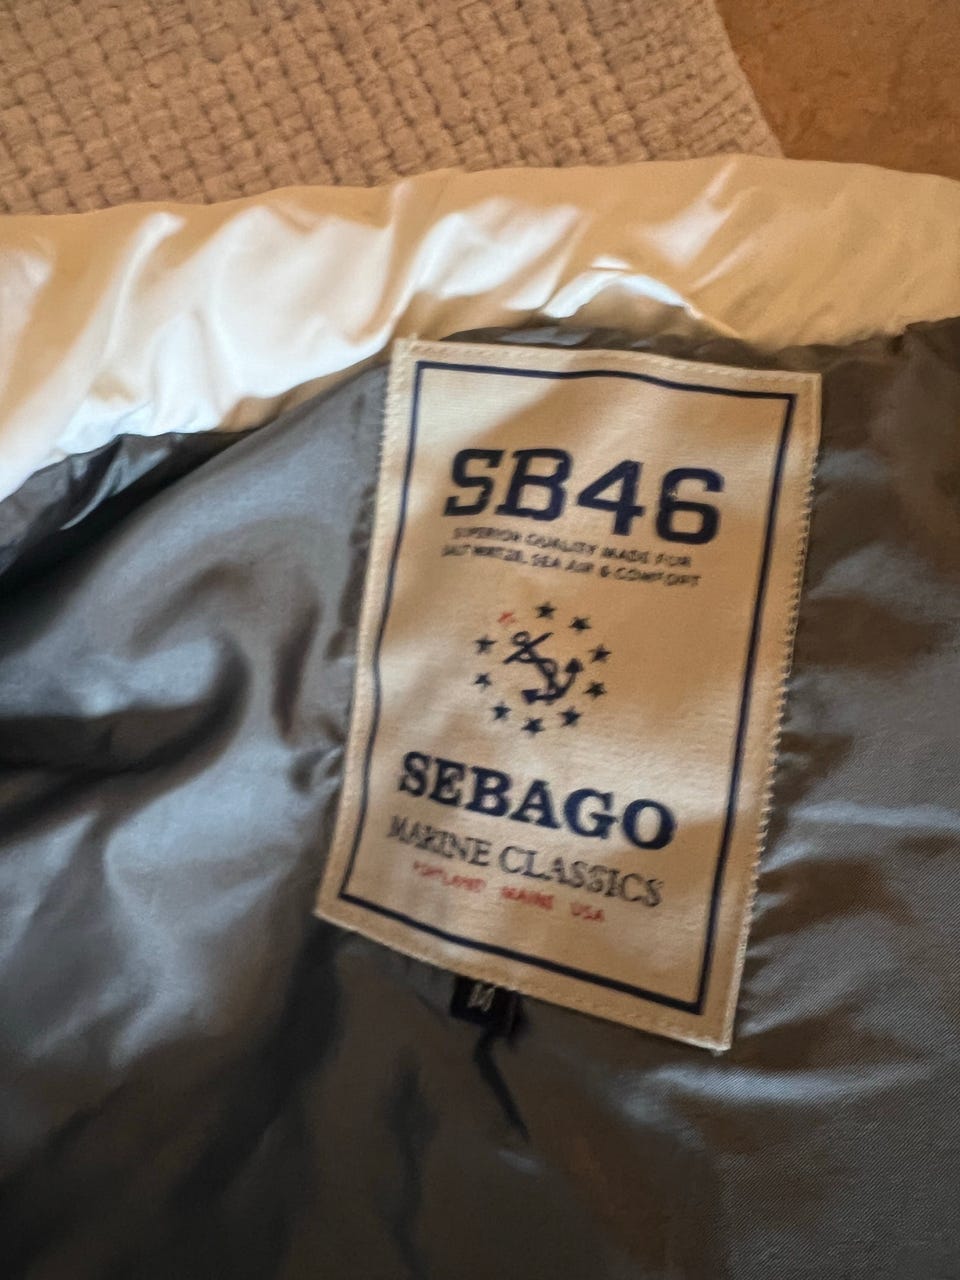 SB46
SUPERIOR QUALITY MADE FOR
SALT WATER, SEA AIR & COMFORT
SEBAGO
MARINE CLASSICS
PORTLAND MAINE USA
M